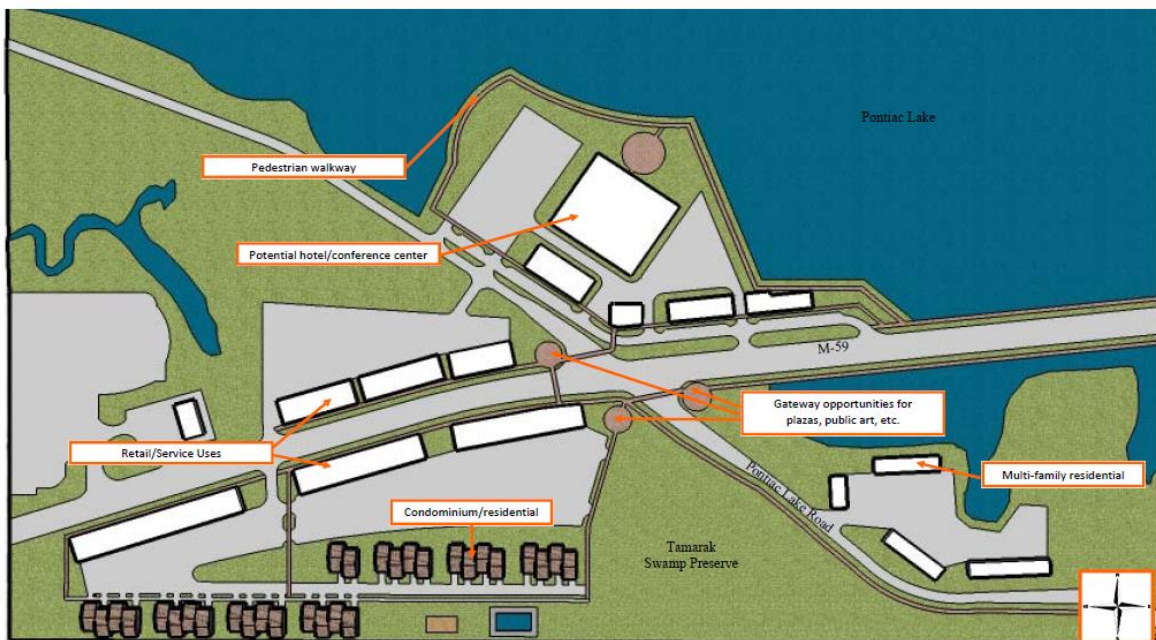 Pontiac Lake
Pedestrian walkway
Potential hotel/conference center
M-59
Gateway opportunities for
plazas, public art, etc.
Retail/Service Uses
Multi-family residential
Pontiac Lake Road
Condominium/residential
Tamarak
Swamp Preserve